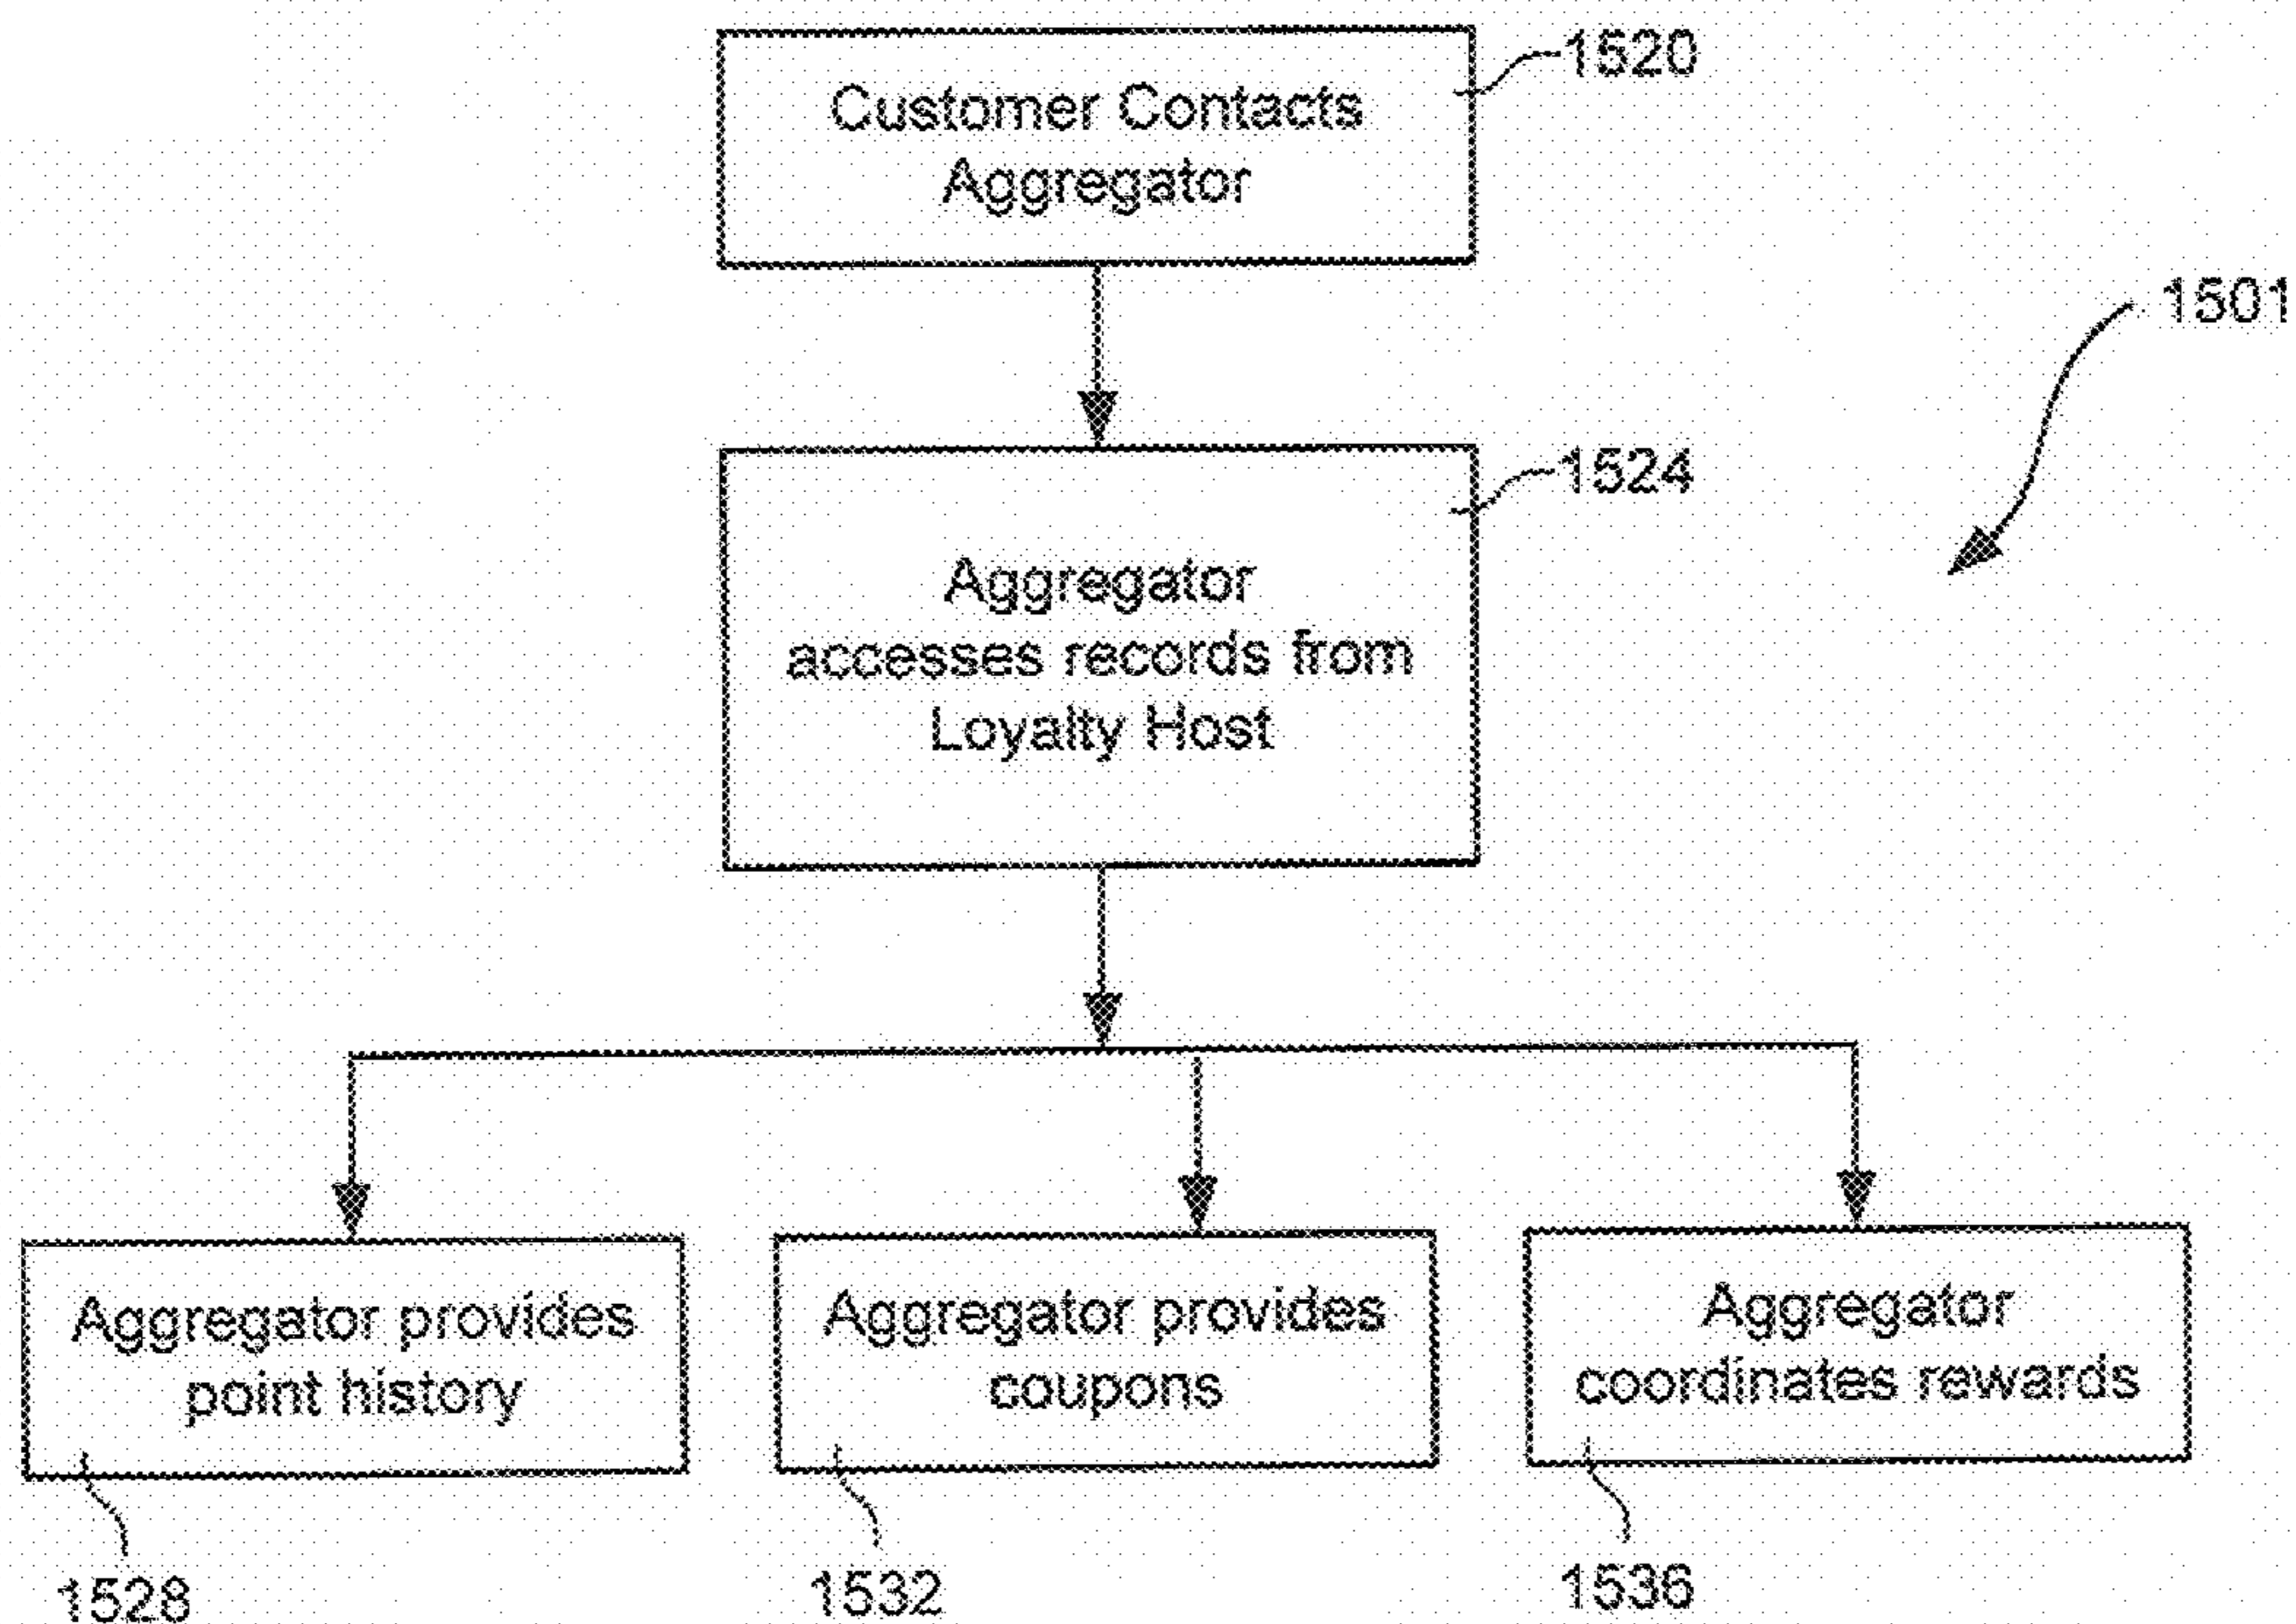 1520
Customer Contacts
Aggregator
1501
1524
Aggregator
accesses records from
Loyalty Host
Aggregator provides
point history
Aggregator provides
coupons
Aggregator
coordinates rewards
1528
1532
1536